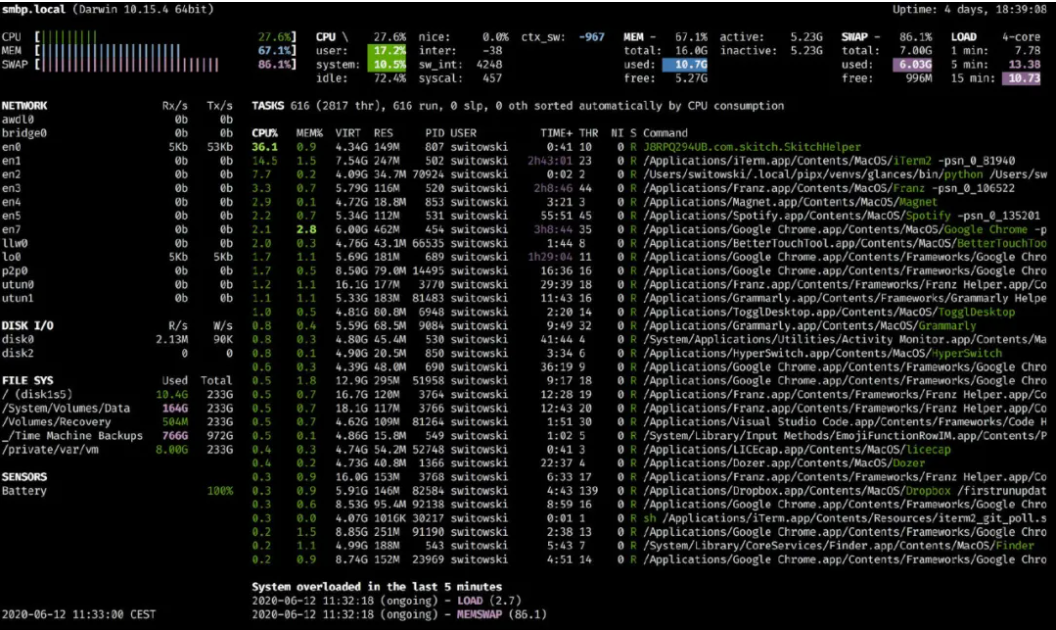 smbp.local (Darwin 10.15.4 64bit) Uptime: 4 days, 18:39:08
CPU [ 27.6%] CPU \ 27.6% nice: 0.0% ctx_sw: -967 MEM - 67.1% active: 5.23G SWAP - 86.1% LOAD 4-core
MEM [ 67.1%] user: 17.2% inter: -38 total: 16.0G inactive: 5.23G total: 7.00G 1 min: 7.78
SWAP [ 86.1%] system: 10.5% sw_int: 4248 used: 10.7G used: 6.03G 5 min: 13.38
idle: 72.4% syscal: 457 free: 5.27G free: 996M 15 min: 10.73
NETWORK Rx/s Tx/s TASKS 616 (2817 thr), 616 run, 0 slp, 0 oth sorted automatically by CPU consumption
awdl0 0b 0b
bridge0 0b 0b CPU% MEM% VIRT RES PID USER TIME+ THR NI S Command
en0 5Kb 53Kb 36.1 0.9 4.34G 149M 807 switowski 0:41 10 0 R J8RPQ294UB.com.skitch.SkitchHelper
en1 0b 0b 14.5 1.5 7.54G 247M 502 switowski 2h43:01 23 0 R /Applications/iTerm.app/Contents/MacOS/iTerm2 -psn_0_81940
en2 0b 0b 7.7 0.2 4.09G 34.7M 70924 switowski 0:02 2 0 R /Users/switowski/.local/pipx/venvs/glances/bin/python /Users/sw
en3 0b 0b 3.3 0.7 5.79G 116M 520 switowski 2h8:46 44 0 R /Applications/Franz.app/Contents/MacOS/Franz -psn_0_106522
en4 0b 0b 2.9 0.1 4.72G 18.8M 853 switowski 3:21 3 0 R /Applications/Magnet.app/Contents/MacOS/Magnet
en5 0b 0b 2.2 0.7 5.34G 112M 531 switowski 55:51 45 0 R /Applications/Spotify.app/Contents/MacOS/Spotify -psn_0_135201
en7 0b 0b 2.1 2.8 6.00G 462M 454 switowski 3h8:44 35 0 R /Applications/Google Chrome.app/Contents/MacOS/Google Chrome -p
llw0 0b 0b 2.0 0.3 4.76G 43.1M 66535 switowski 1:44 8 0 R /Applications/BetterTouchTool.app/Contents/MacOS/BetterTouchToo
lo0 5Kb 5Kb 1.7 1.1 5.69G 181M 689 switowski 1h29:04 11 0 R /Applications/Google Chrome.app/Contents/Frameworks/Google Chro
p2p0 0b 0b 1.7 0.5 8.50G 79.0M 14495 switowski 16:36 16 0 R /Applications/Google Chrome.app/Contents/Frameworks/Google Chro
utun0 0b 0b 1.2 1.1 16.1G 177M 3770 switowski 29:39 18 0 R /Applications/Franz.app/Contents/Frameworks/Franz Helper.app/Co
utun1 0b 0b 1.1 1.1 5.33G 183M 81483 switowski 11:43 16 0 R /Applications/Grammarly.app/Contents/Frameworks/Grammarly Helpe
1.0 0.5 4.81G 80.8M 6948 switowski 2:20 14 0 R /Applications/TogglDesktop.app/Contents/MacOS/TogglDesktop
DISK I/O R/s W/s 0.8 0.4 5.59G 68.5M 9084 switowski 9:49 32 0 R /Applications/Grammarly.app/Contents/MacOS/Grammarly
disk0 2.13M 90K 0.8 0.3 4.80G 45.4M 530 switowski 41:44 4 0 R /System/Applications/Utilities/Activity Monitor.app/Contents/Ma
disk2 0 0 0.8 0.1 4.90G 20.5M 850 switowski 3:34 6 0 R /Applications/HyperSwitch.app/Contents/MacOS/HyperSwitch
0.6 0.3 4.39G 48.0M 690 switowski 36:19 9 0 R /Applications/Google Chrome.app/Contents/Frameworks/Google Chro
FILE SYS Used Total 0.5 1.8 12.9G 295M 51958 switowski 9:17 18 0 R /Applications/Google Chrome.app/Contents/Frameworks/Google Chro
/ (disk1s5) 10.4G 233G 0.5 0.7 16.7G 120M 3764 switowski 12:28 19 0 R /Applications/Franz.app/Contents/Frameworks/Franz Helper.app/Co
/System/Volumes/Data 164G 233G 0.5 0.7 18.1G 117M 3766 switowski 12:43 20 0 R /Applications/Franz.app/Contents/Frameworks/Franz Helper.app/Co
/Volumes/Recovery 504M 233G 0.5 0.7 4.62G 109M 81264 switowski 1:51 30 0 R /Applications/Visual Studio Code.app/Contents/Frameworks/Code H
_/Time Machine Backups 766G 972G 0.5 0.1 4.86G 15.8M 549 switowski 1:02 5 0 R /System/Library/Input Methods/EmojiFunctionRowIM.app/Contents/P
/private/var/vm 8.00G 233G 0.4 0.3 4.74G 54.2M 52748 switowski 0:41 3 0 R /Applications/LICEcap.app/Contents/MacOS/licecap
0.4 0.2 4.73G 40.8M 1366 switowski 22:37 4 0 R /Applications/Dozer.app/Contents/MacOS/Dozer
SENSORS 0.3 0.9 16.0G 153M 3768 switowski 6:33 17 0 R /Applications/Franz.app/Contents/Frameworks/Franz Helper.app/Co
Battery 100% 0.3 0.9 5.91G 146M 82584 switowski 4:43 139 0 R /Applications/Dropbox.app/Contents/MacOS/Dropbox /firstrunupdat
0.3 0.6 8.53G 95.4M 92138 switowski 8:59 16 0 R /Applications/Google Chrome.app/Contents/Frameworks/Google Chro
0.3 0.0 4.07G 1016K 30217 switowski 0:01 1 0 R sh /Applications/iTerm.app/Contents/Resources/iterm2_git_poll.s
0.2 1.5 8.85G 251M 91190 switowski 2:38 13 0 R /Applications/Google Chrome.app/Contents/Frameworks/Google Chro
0.2 1.1 4.99G 188M 543 switowski 5:43 7 0 R /System/Library/CoreServices/Finder.app/Contents/MacOS/Finder
0.2 0.9 8.74G 152M 23969 switowski 4:51 14 0 R /Applications/Google Chrome.app/Contents/Frameworks/Google Chro
System overloaded in the last 5 minutes
2020-06-12 11:32:18 (ongoing) - LOAD (2.7)
2020-06-12 11:33:00 CEST 2020-06-12 11:32:18 (ongoing) - MEMSWAP (86.1)